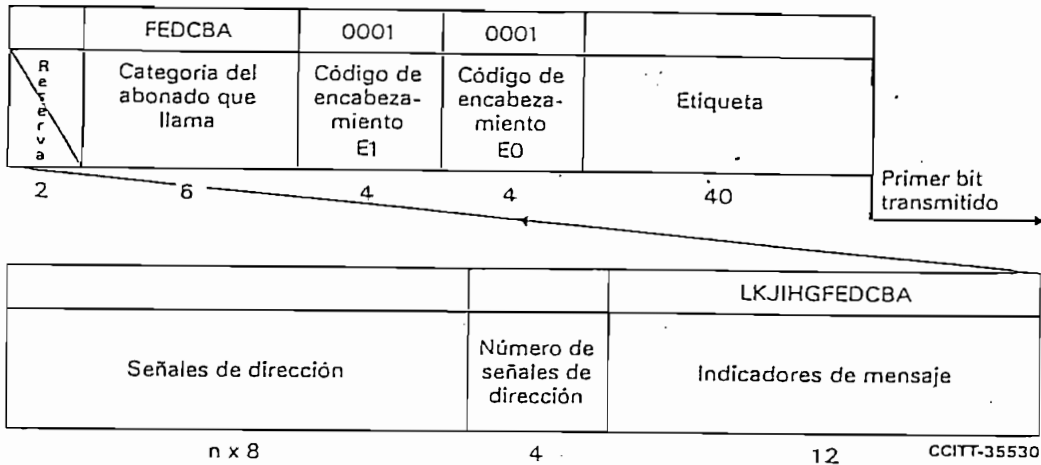 FEDCBA 0001 0001
Reserva
Categoría del
abonado que
llama
Código de
encabeza-
miento
E1
Código de
encabeza-
miento
E0
Etiqueta
2 6 4 4 40
Primer bit
transmitido
LKJIHGFEDCBA
Señales de dirección
Número de
señales de
dirección
Indicadores de mensaje
n x 8 4 12
CCITT-35530